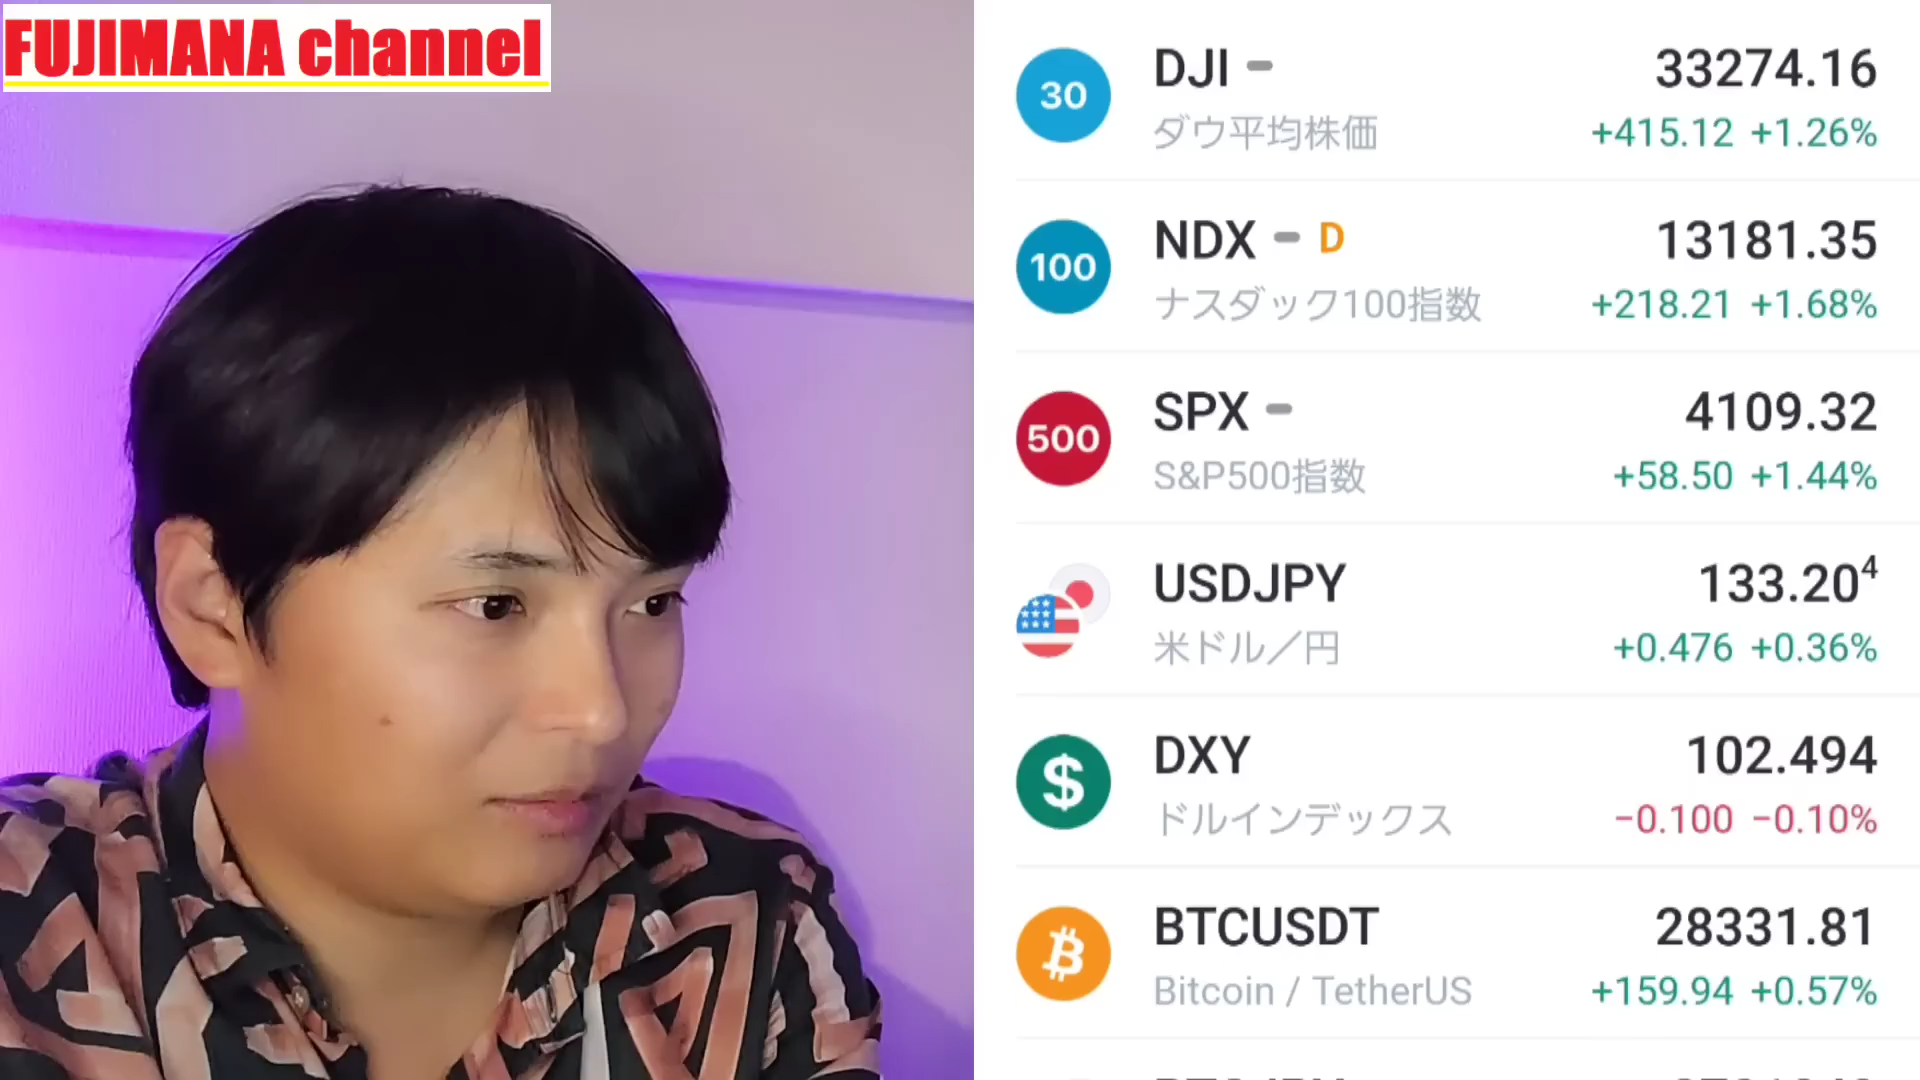 FUJIMANA channel
30
DJI
33274.16
ダウ平均株価
+415.12 +1.26%
100
NDX D
13181.35
ナスダック100指数
+218.21 +1.68%
500
SPX
4109.32
S&P500指数
+58.50 +1.44%
USDJPY
133.20⁴
米ドル／円
+0.476 +0.36%
$
DXY
102.494
ドルインデックス
−0.100 −0.10%
BTCUSDT
28331.81
Bitcoin / TetherUS
+159.94 +0.57%